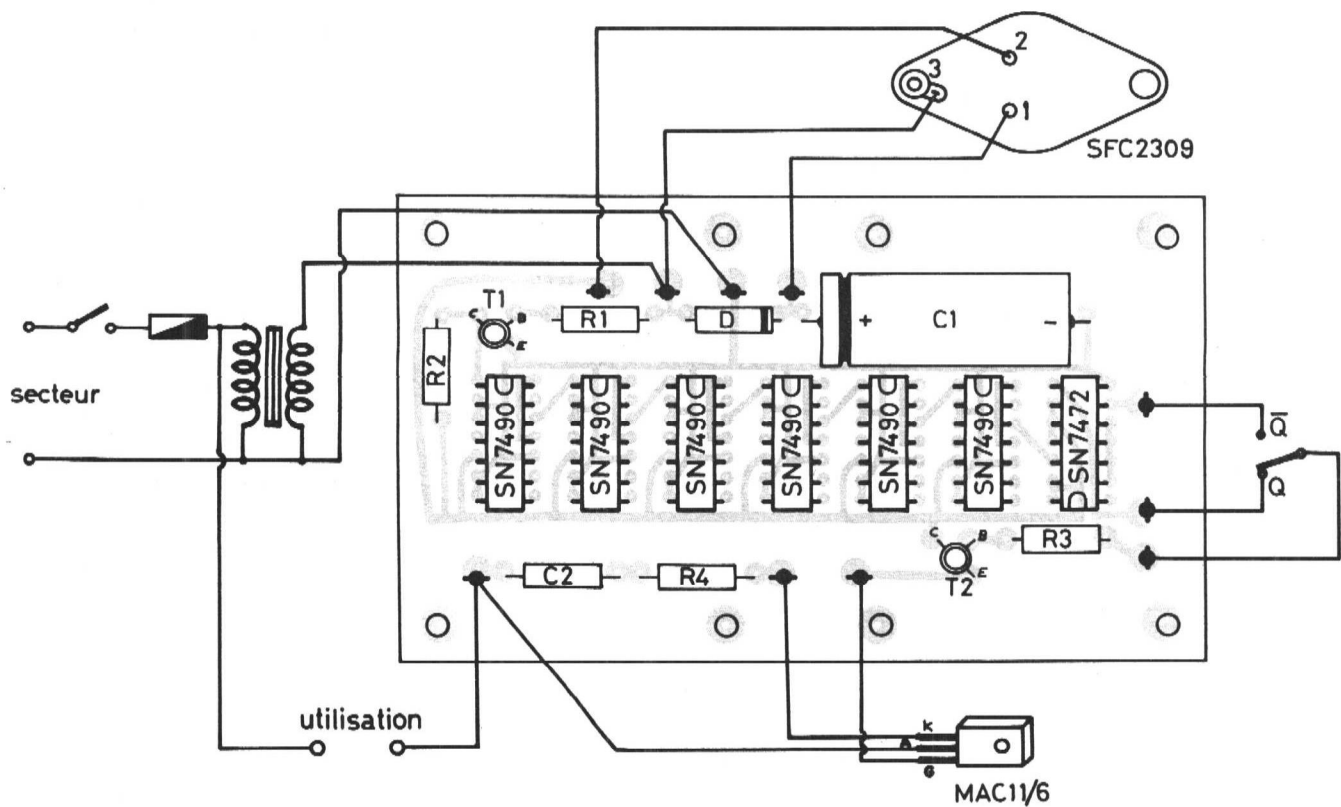 2
3
1
SFC2309
T1
C
B
E
R1
D
+
C1
-
R2
secteur
SN7490
SN7490
SN7490
SN7490
SN7490
SN7490
SN7472
Q̅
Q
C
B
E
T2
R3
C2
R4
utilisation
K
A
G
MAC11/6